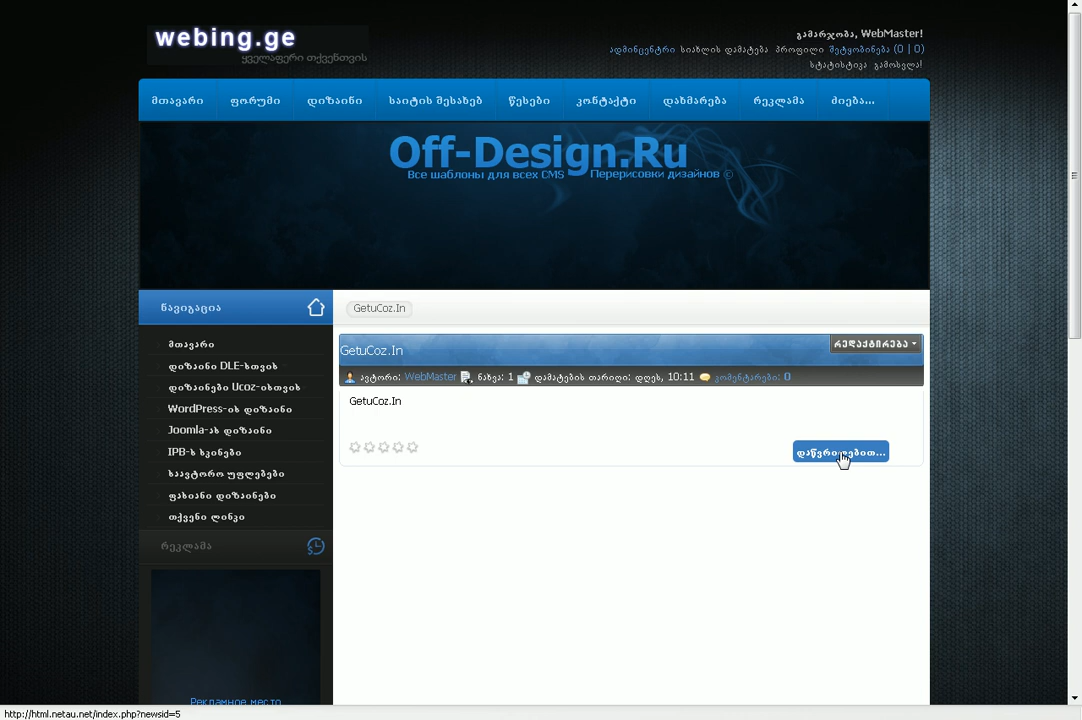 webing.ge
ყველაფერი თქვენთვის
გამარჯობა, WebMaster!
ადმინცენტრი სიახლის დამატება პროფილი შეტყობინება (0 | 0)
სტატისტიკა გამოსვლა!
მთავარი ფორუმი დიზაინი საიტის შესახებ წესები კონტაქტი დახმარება რეკლამა ძიება...
Off-Design.Ru
Все шаблоны для всех CMS Перерисовки дизайнов ©
ნავიგაცია
GetuCoz.In
მთავარი
დიზაინი DLE-სთვის
დიზაინები Ucoz-ისთვის
WordPress-ის დიზაინი
Joomla-ას დიზაინი
IPB-ს სკინები
საავტორო უფლებები
ფასიანი დიზაინები
თქვენი ლინკი
რეკლამა
Рекламное место
GetuCoz.In
რედაქტირება
ავტორი: WebMaster ნახვა: 1 დამატების თარიღი: დღეს, 10:11 კომენტარები: 0
GetuCoz.In
დაწვრილებით...
http://html.netau.net/index.php?newsid=5